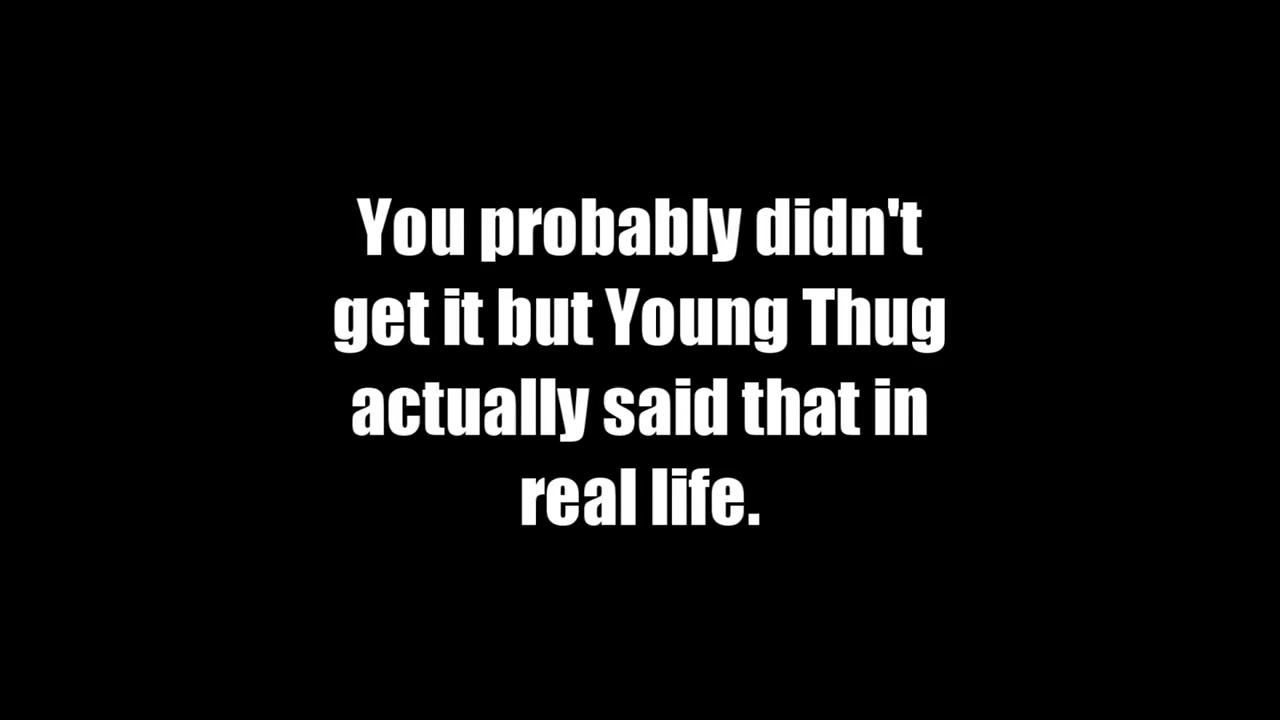 You probably didn't
get it but Young Thug
actually said that in
real life.